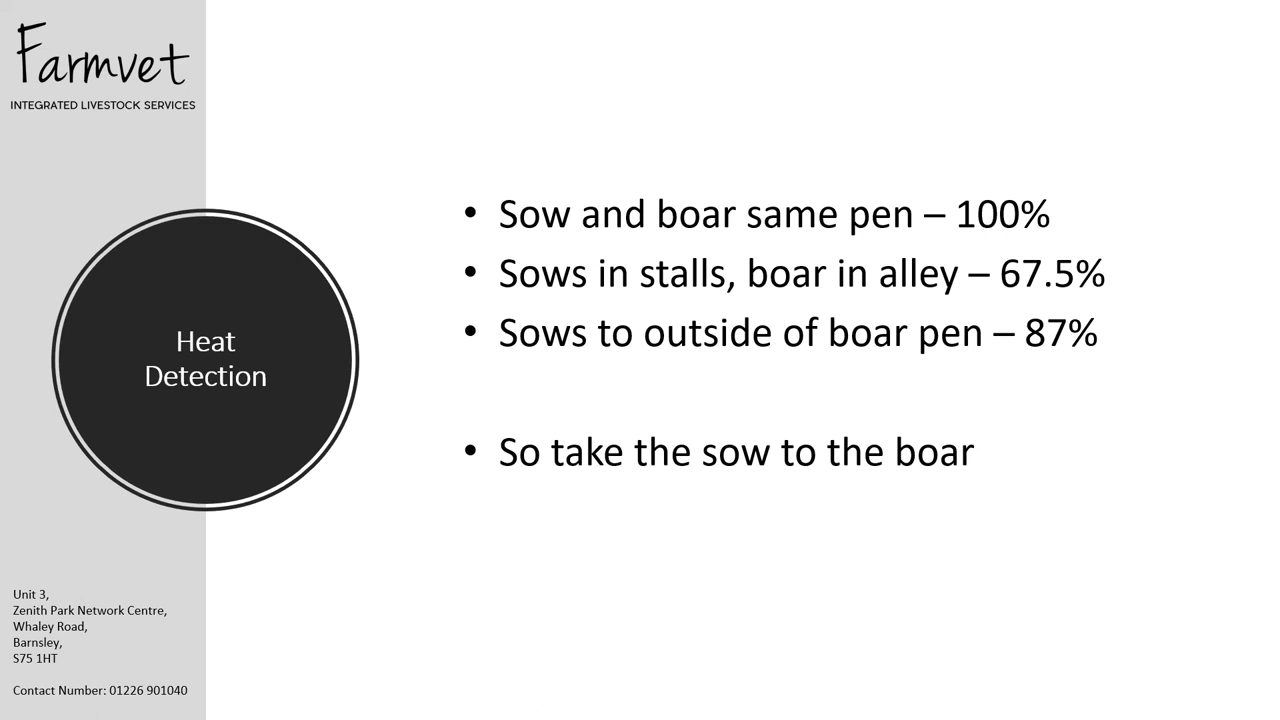 Farmvet
INTEGRATED LIVESTOCK SERVICES
Heat
Detection
• Sow and boar same pen – 100%
• Sows in stalls, boar in alley – 67.5%
• Sows to outside of boar pen – 87%
• So take the sow to the boar
Unit 3,
Zenith Park Network Centre,
Whaley Road,
Barnsley,
S75 1HT
Contact Number: 01226 901040